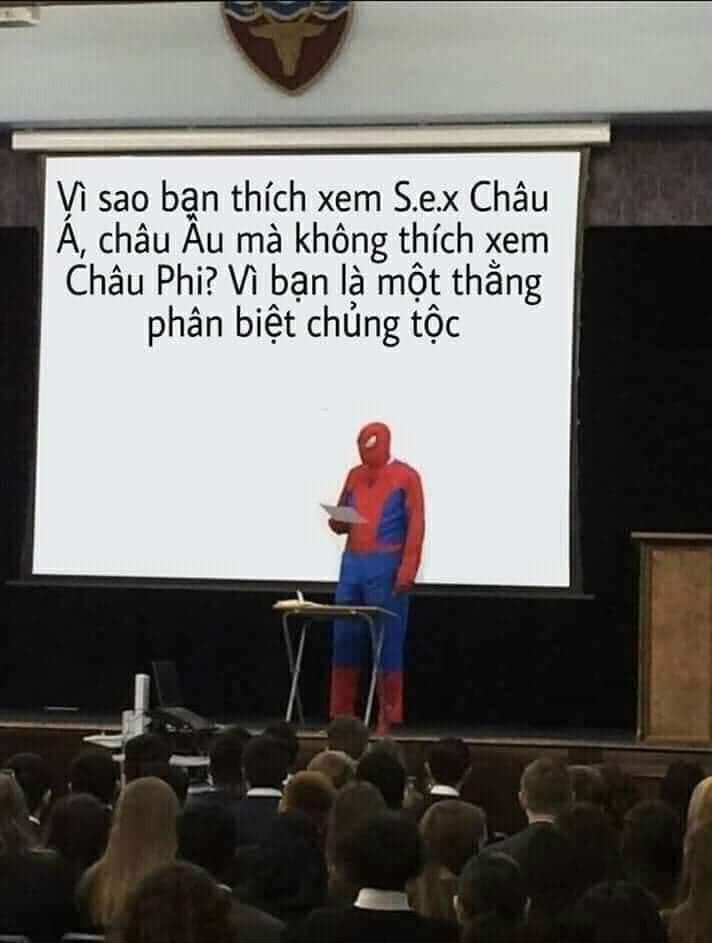 Vì sao bạn thích xem S.e.x Châu
Á, châu Ầu mà không thích xem
Châu Phi? Vì bạn là một thằng
phân biệt chủng tộc